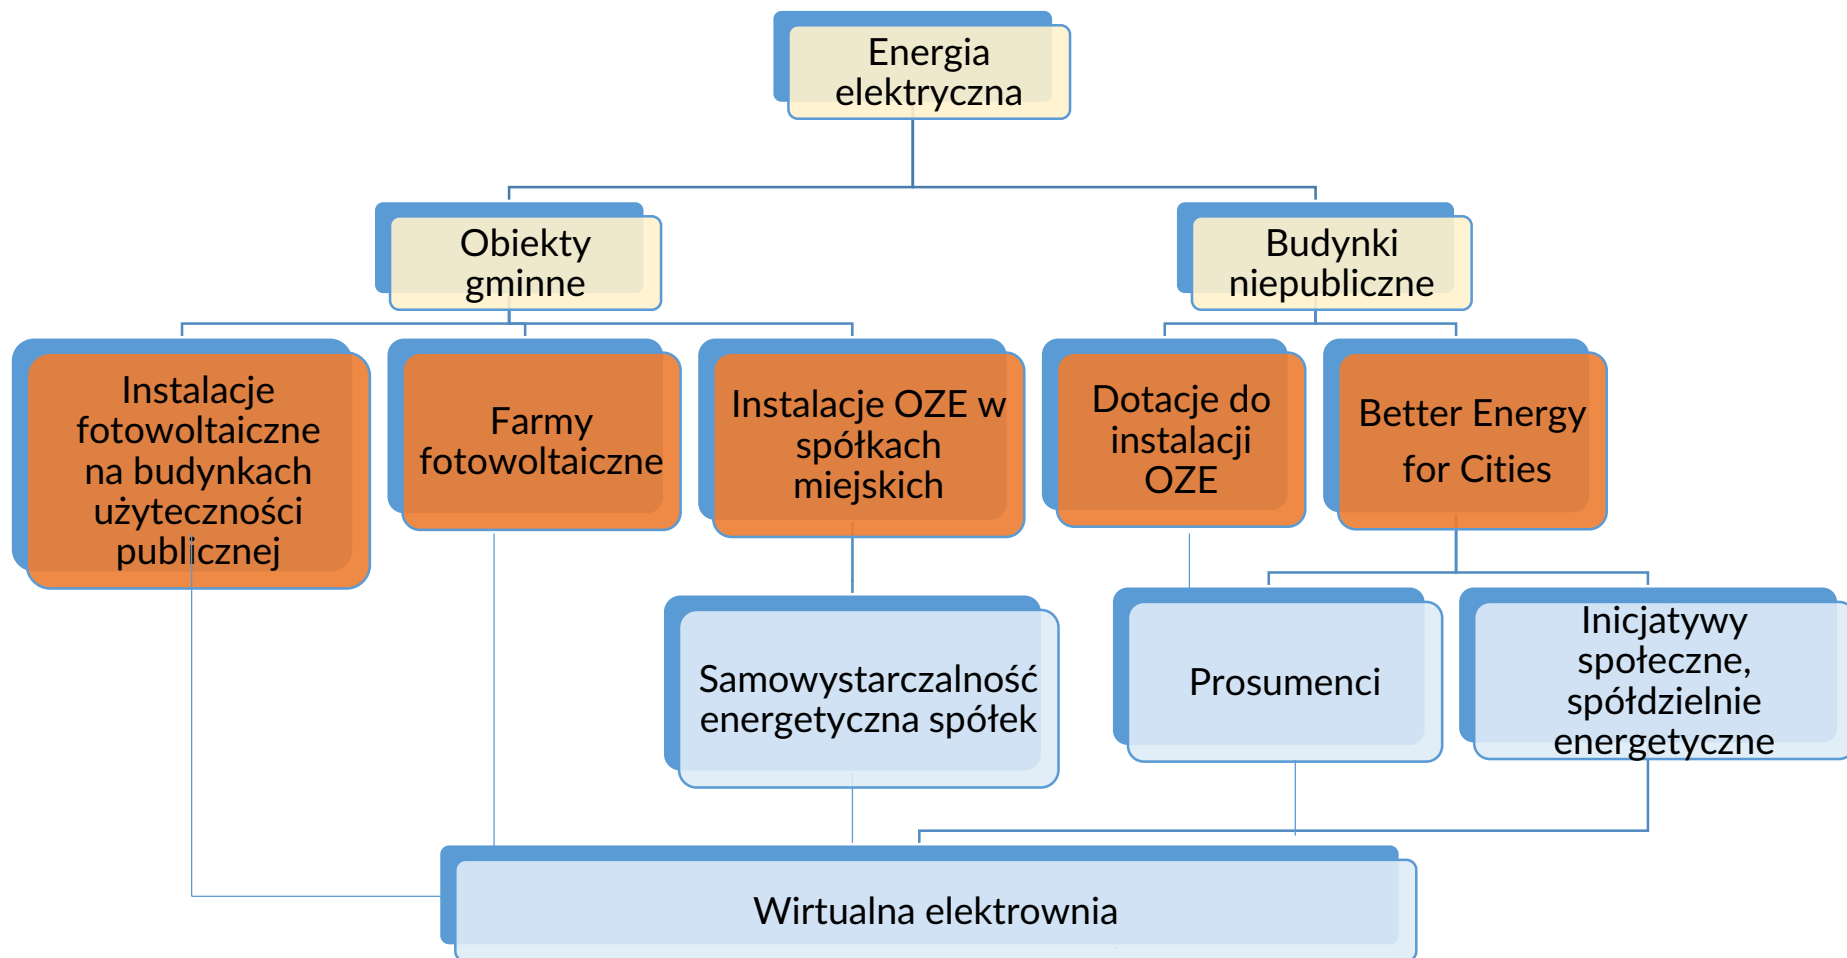 Energia
elektryczna
Obiekty
gminne
Budynki
niepubliczne
Instalacje
fotowoltaiczne
na budynkach
użyteczności
publicznej
Farmy
fotowoltaiczne
Instalacje OZE w
spółkach
miejskich
Dotacje do
instalacji
OZE
Better Energy
for Cities
Samowystarczalność
energetyczna spółek
Prosumenci
Inicjatywy
społeczne,
spółdzielnie
energetyczne
Wirtualna elektrownia